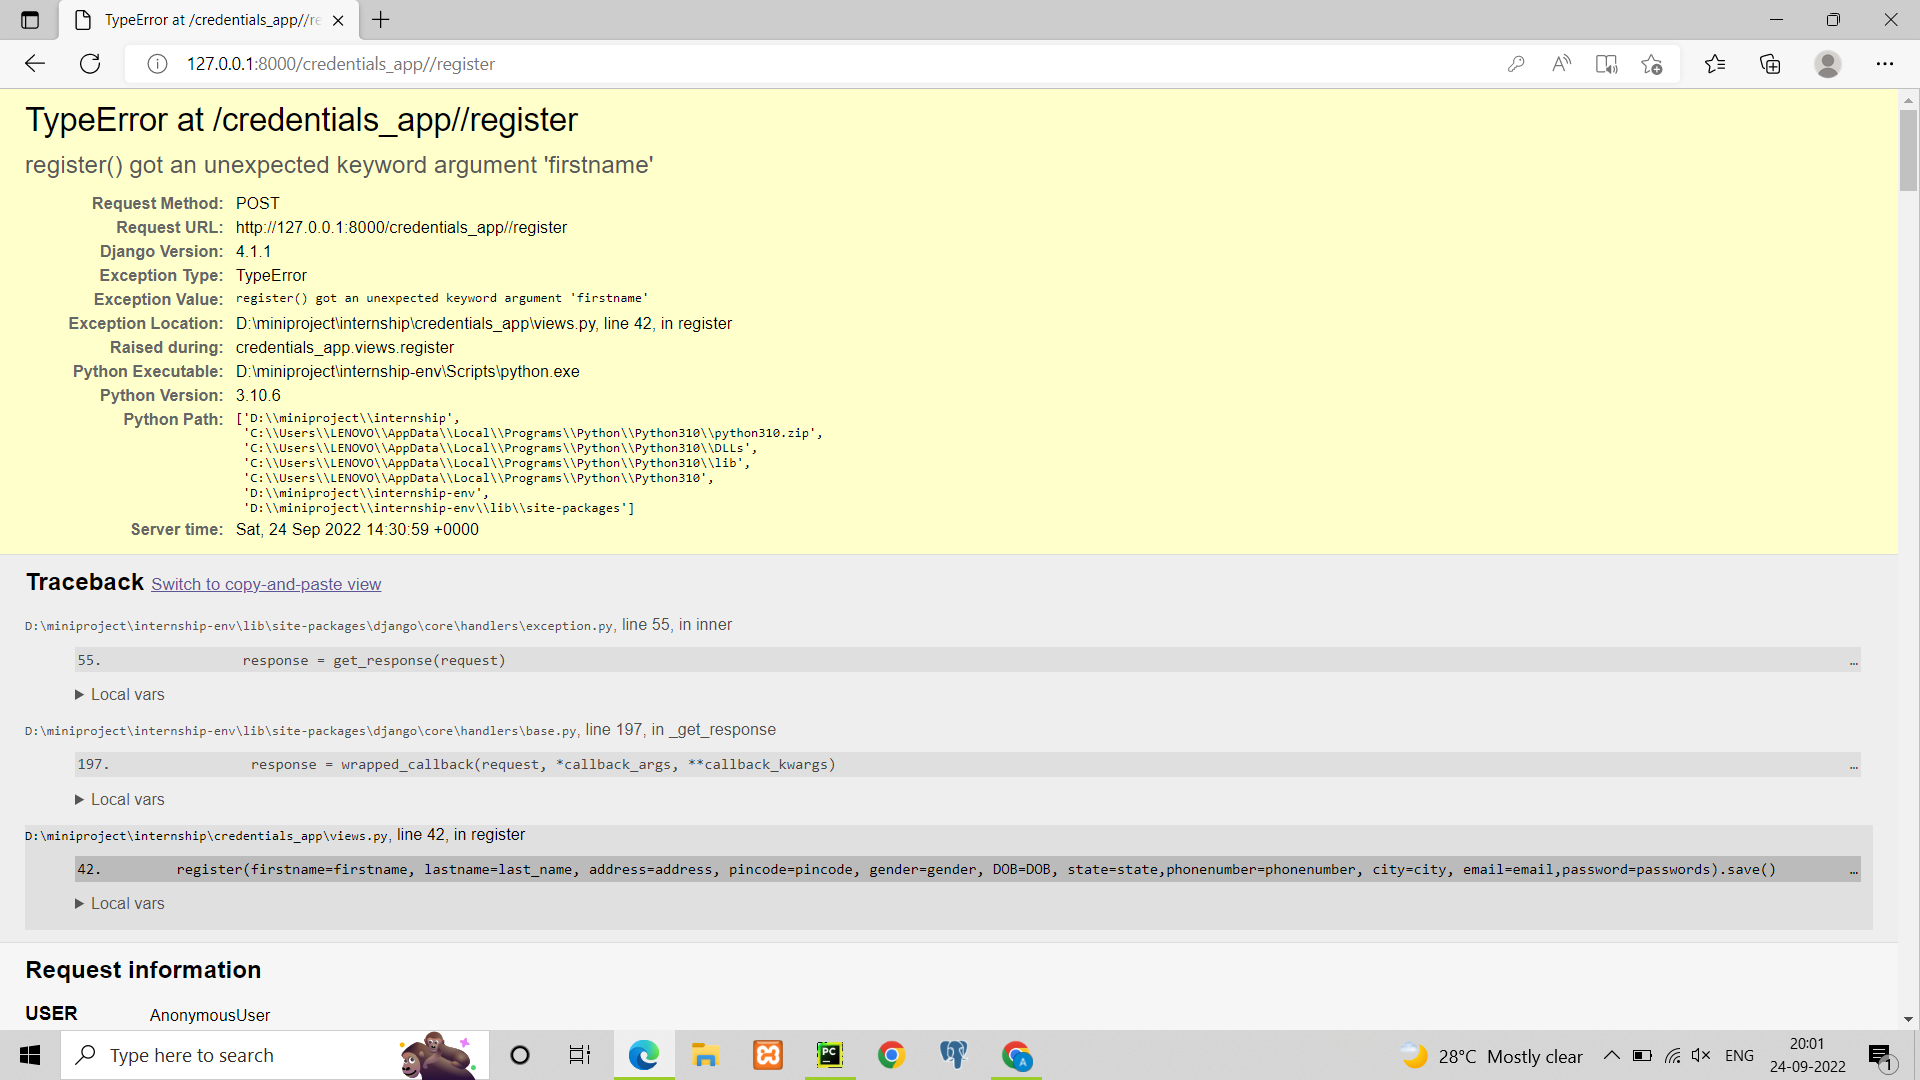 TypeError at /credentials_app//re
127.0.0.1:8000/credentials_app//register
TypeError at /credentials_app//register
register() got an unexpected keyword argument 'firstname'
Request Method: POST
Request URL: http://127.0.0.1:8000/credentials_app//register
Django Version: 4.1.1
Exception Type: TypeError
Exception Value: register() got an unexpected keyword argument 'firstname'
Exception Location: D:\miniproject\internship\credentials_app\views.py, line 42, in register
Raised during: credentials_app.views.register
Python Executable: D:\miniproject\internship-env\Scripts\python.exe
Python Version: 3.10.6
Python Path: ['D:\\miniproject\\internship',
'C:\\Users\\LENOVO\\AppData\\Local\\Programs\\Python\\Python310\\python310.zip',
'C:\\Users\\LENOVO\\AppData\\Local\\Programs\\Python\\Python310\\DLLs',
'C:\\Users\\LENOVO\\AppData\\Local\\Programs\\Python\\Python310\\lib',
'C:\\Users\\LENOVO\\AppData\\Local\\Programs\\Python\\Python310',
'D:\\miniproject\\internship-env',
'D:\\miniproject\\internship-env\\lib\\site-packages']
Server time: Sat, 24 Sep 2022 14:30:59 +0000
Traceback Switch to copy-and-paste view
D:\miniproject\internship-env\lib\site-packages\django\core\handlers\exception.py, line 55, in inner
55. response = get_response(request) …
Local vars
D:\miniproject\internship-env\lib\site-packages\django\core\handlers\base.py, line 197, in _get_response
197. response = wrapped_callback(request, *callback_args, **callback_kwargs) …
Local vars
D:\miniproject\internship\credentials_app\views.py, line 42, in register
42. register(firstname=firstname, lastname=last_name, address=address, pincode=pincode, gender=gender, DOB=DOB, state=state,phonenumber=phonenumber, city=city, email=email,password=passwords).save() …
Local vars
Request information
USER AnonymousUser
Type here to search
PC
A
28°C Mostly clear
ENG
20:01
24-09-2022
1